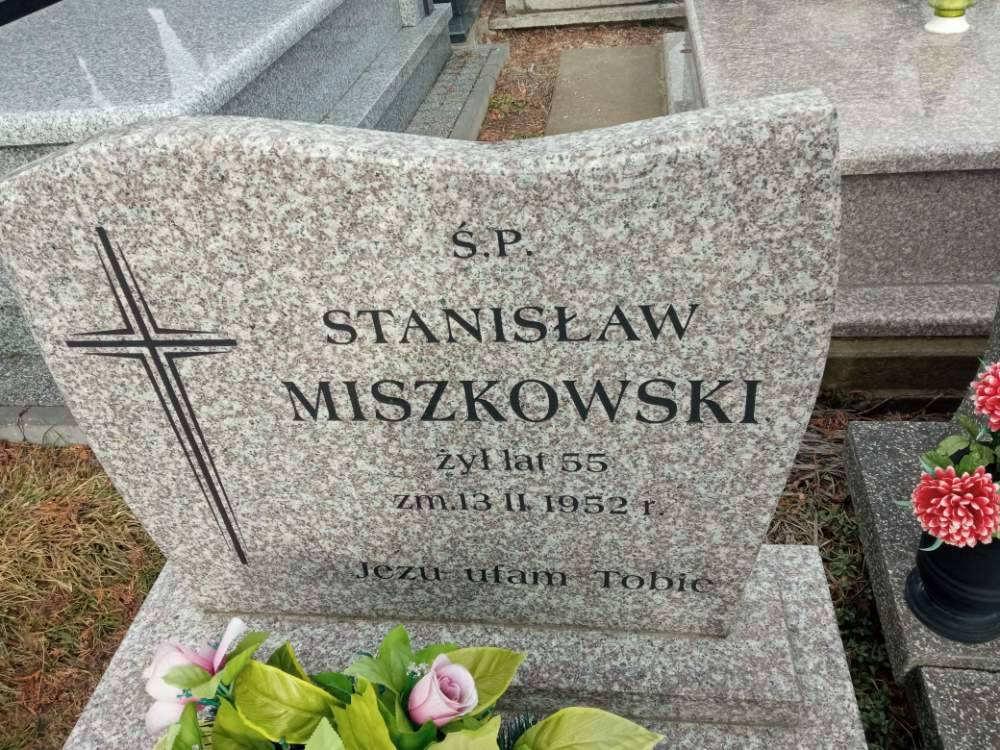 Ś.P.
STANISŁAW
MISZKOWSKI
żył lat 55
zm.13 II. 1952 r.
Jezu ufam Tobie